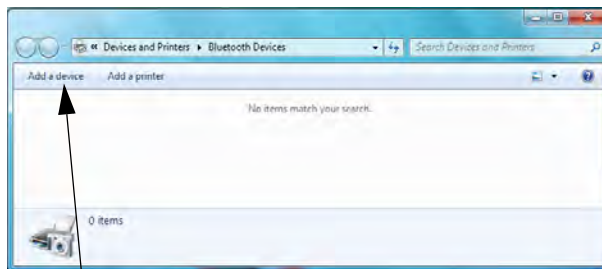 « Devices and Printers ▸ Bluetooth Devices
Search Devices and Printers
Add a device Add a printer
No items match your search.
0 items